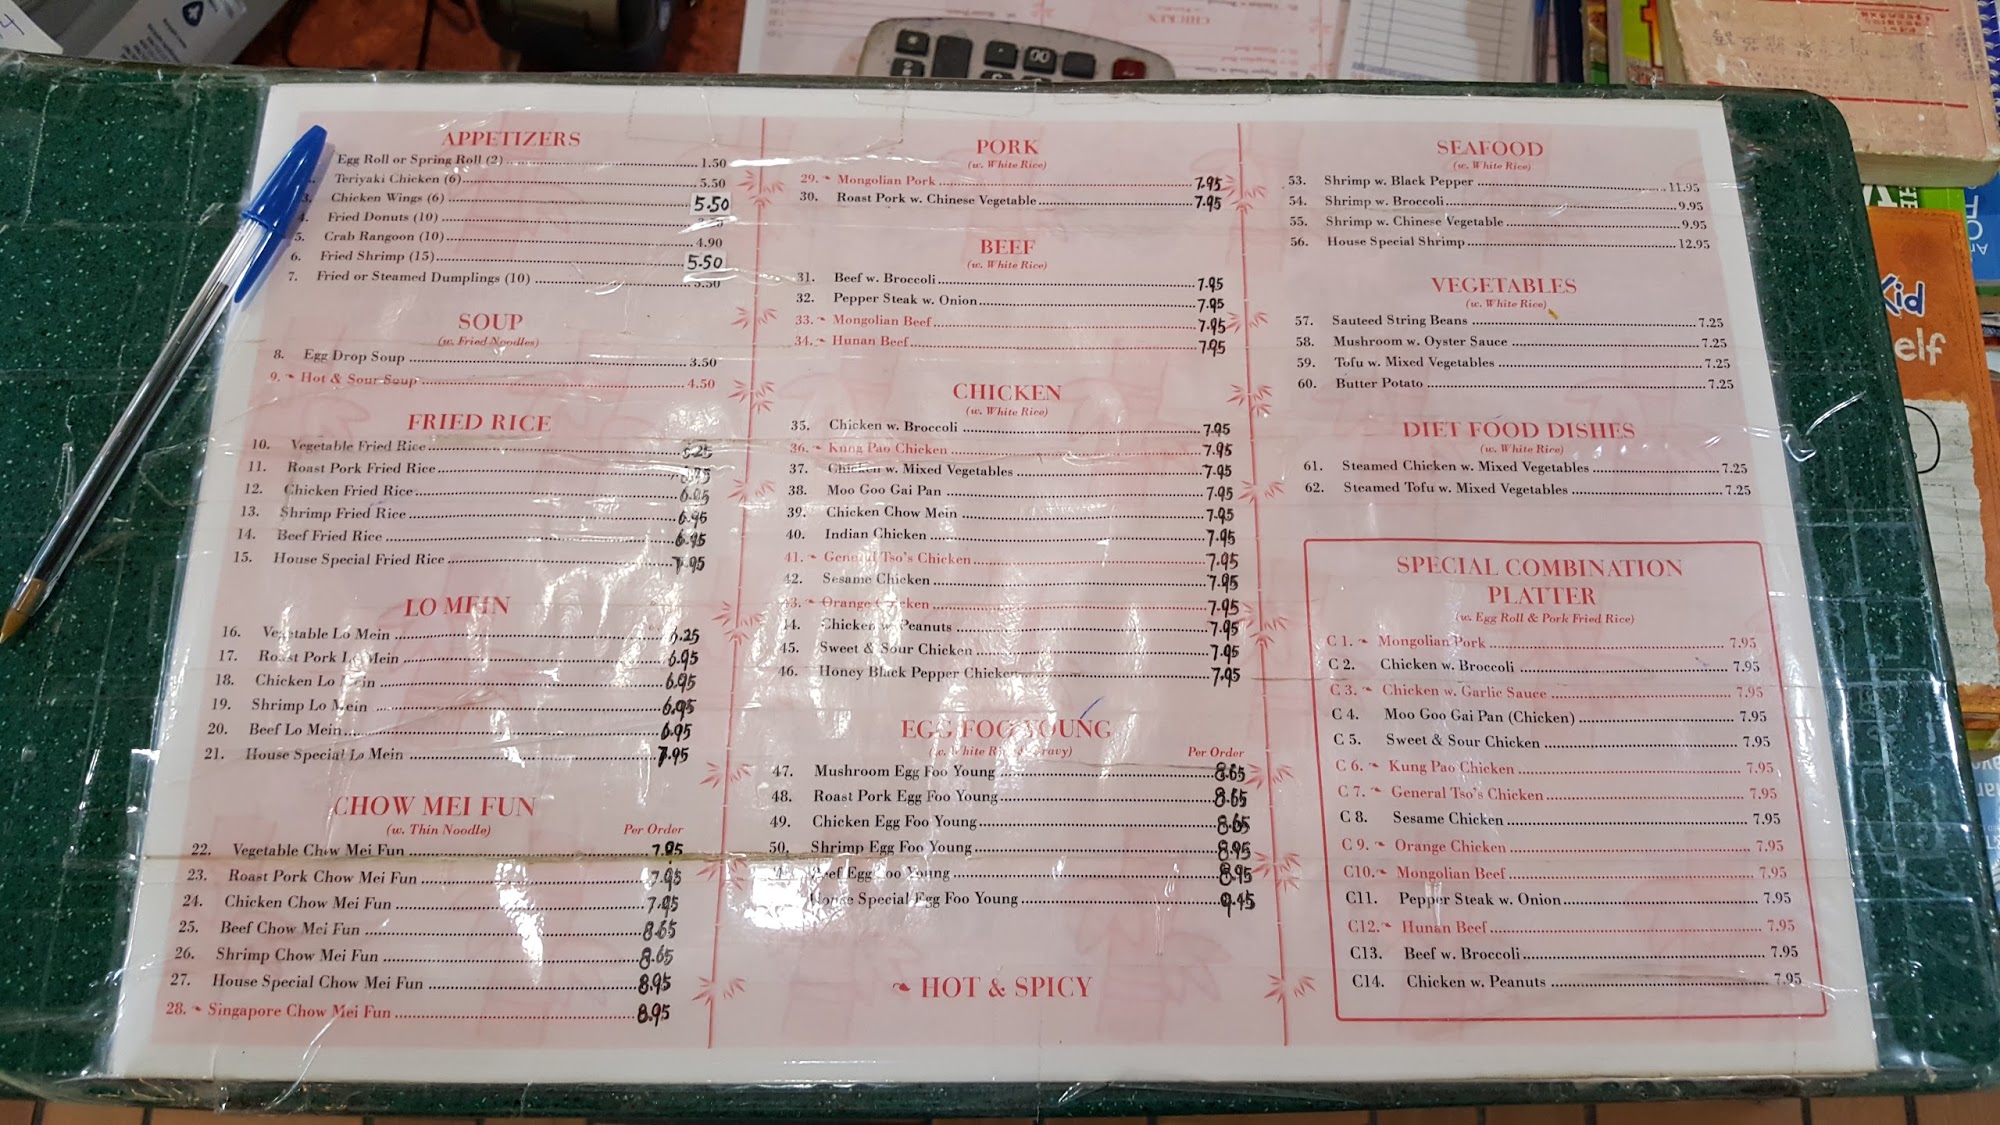 APPETIZERS
Egg Roll or Spring Roll (2) 1.50
Teriyaki Chicken (6) 5.50
3. Chicken Wings (6) 5.50
4. Fried Donuts (10)
5. Crab Rangoon (10) 4.90
6. Fried Shrimp (15) 5.50
7. Fried or Steamed Dumplings (10) 5.50
SOUP
(w. Fried Noodles)
8. Egg Drop Soup 3.50
9. Hot & Sour Soup 4.50
FRIED RICE
10. Vegetable Fried Rice 6.25
11. Roast Pork Fried Rice 6.95
12. Chicken Fried Rice 6.95
13. Shrimp Fried Rice 6.95
14. Beef Fried Rice 6.95
15. House Special Fried Rice 7.95
LO MEIN
16. Vegetable Lo Mein 6.25
17. Roast Pork Lo Mein 6.95
18. Chicken Lo Mein 6.95
19. Shrimp Lo Mein 6.95
20. Beef Lo Mein 6.95
21. House Special Lo Mein 7.95
CHOW MEI FUN
(w. Thin Noodle) Per Order
22. Vegetable Chow Mei Fun 7.95
23. Roast Pork Chow Mei Fun 7.95
24. Chicken Chow Mei Fun 7.95
25. Beef Chow Mei Fun 8.65
26. Shrimp Chow Mei Fun 8.65
27. House Special Chow Mei Fun 8.95
28. Singapore Chow Mei Fun 8.95
PORK
(w. White Rice)
29. Mongolian Pork 7.95
30. Roast Pork w. Chinese Vegetable 7.95
BEEF
(w. White Rice)
31. Beef w. Broccoli 7.95
32. Pepper Steak w. Onion 7.95
33. Mongolian Beef 7.95
34. Hunan Beef 7.95
CHICKEN
(w. White Rice)
35. Chicken w. Broccoli 7.95
36. Kung Pao Chicken 7.95
37. Chicken w. Mixed Vegetables 7.95
38. Moo Goo Gai Pan 7.95
39. Chicken Chow Mein 7.95
40. Indian Chicken 7.95
41. General Tso's Chicken 7.95
42. Sesame Chicken 7.95
43. Orange Chicken 7.95
44. Chicken w. Peanuts 7.95
45. Sweet & Sour Chicken 7.95
46. Honey Black Pepper Chicken 7.95
EGG FOO YOUNG
(w. White Rice & Gravy) Per Order
47. Mushroom Egg Foo Young 8.65
48. Roast Pork Egg Foo Young 8.65
49. Chicken Egg Foo Young 8.65
50. Shrimp Egg Foo Young 8.95
Beef Egg Foo Young 8.95
House Special Egg Foo Young 9.45
HOT & SPICY
SEAFOOD
(w. White Rice)
53. Shrimp w. Black Pepper 11.95
54. Shrimp w. Broccoli 9.95
55. Shrimp w. Chinese Vegetable 9.95
56. House Special Shrimp 12.95
VEGETABLES
(w. White Rice)
57. Sauteed String Beans 7.25
58. Mushroom w. Oyster Sauce 7.25
59. Tofu w. Mixed Vegetables 7.25
60. Butter Potato 7.25
DIET FOOD DISHES
(w. White Rice)
61. Steamed Chicken w. Mixed Vegetables 7.25
62. Steamed Tofu w. Mixed Vegetables 7.25
SPECIAL COMBINATION
PLATTER
(w. Egg Roll & Pork Fried Rice)
C 1. Mongolian Pork 7.95
C 2. Chicken w. Broccoli 7.95
C 3. Chicken w. Garlic Sauce 7.95
C 4. Moo Goo Gai Pan (Chicken) 7.95
C 5. Sweet & Sour Chicken 7.95
C 6. Kung Pao Chicken 7.95
C 7. General Tso's Chicken 7.95
C 8. Sesame Chicken 7.95
C 9. Orange Chicken 7.95
C10. Mongolian Beef 7.95
C11. Pepper Steak w. Onion 7.95
C12. Hunan Beef 7.95
C13. Beef w. Broccoli 7.95
C14. Chicken w. Peanuts 7.95
Kid
elf
00